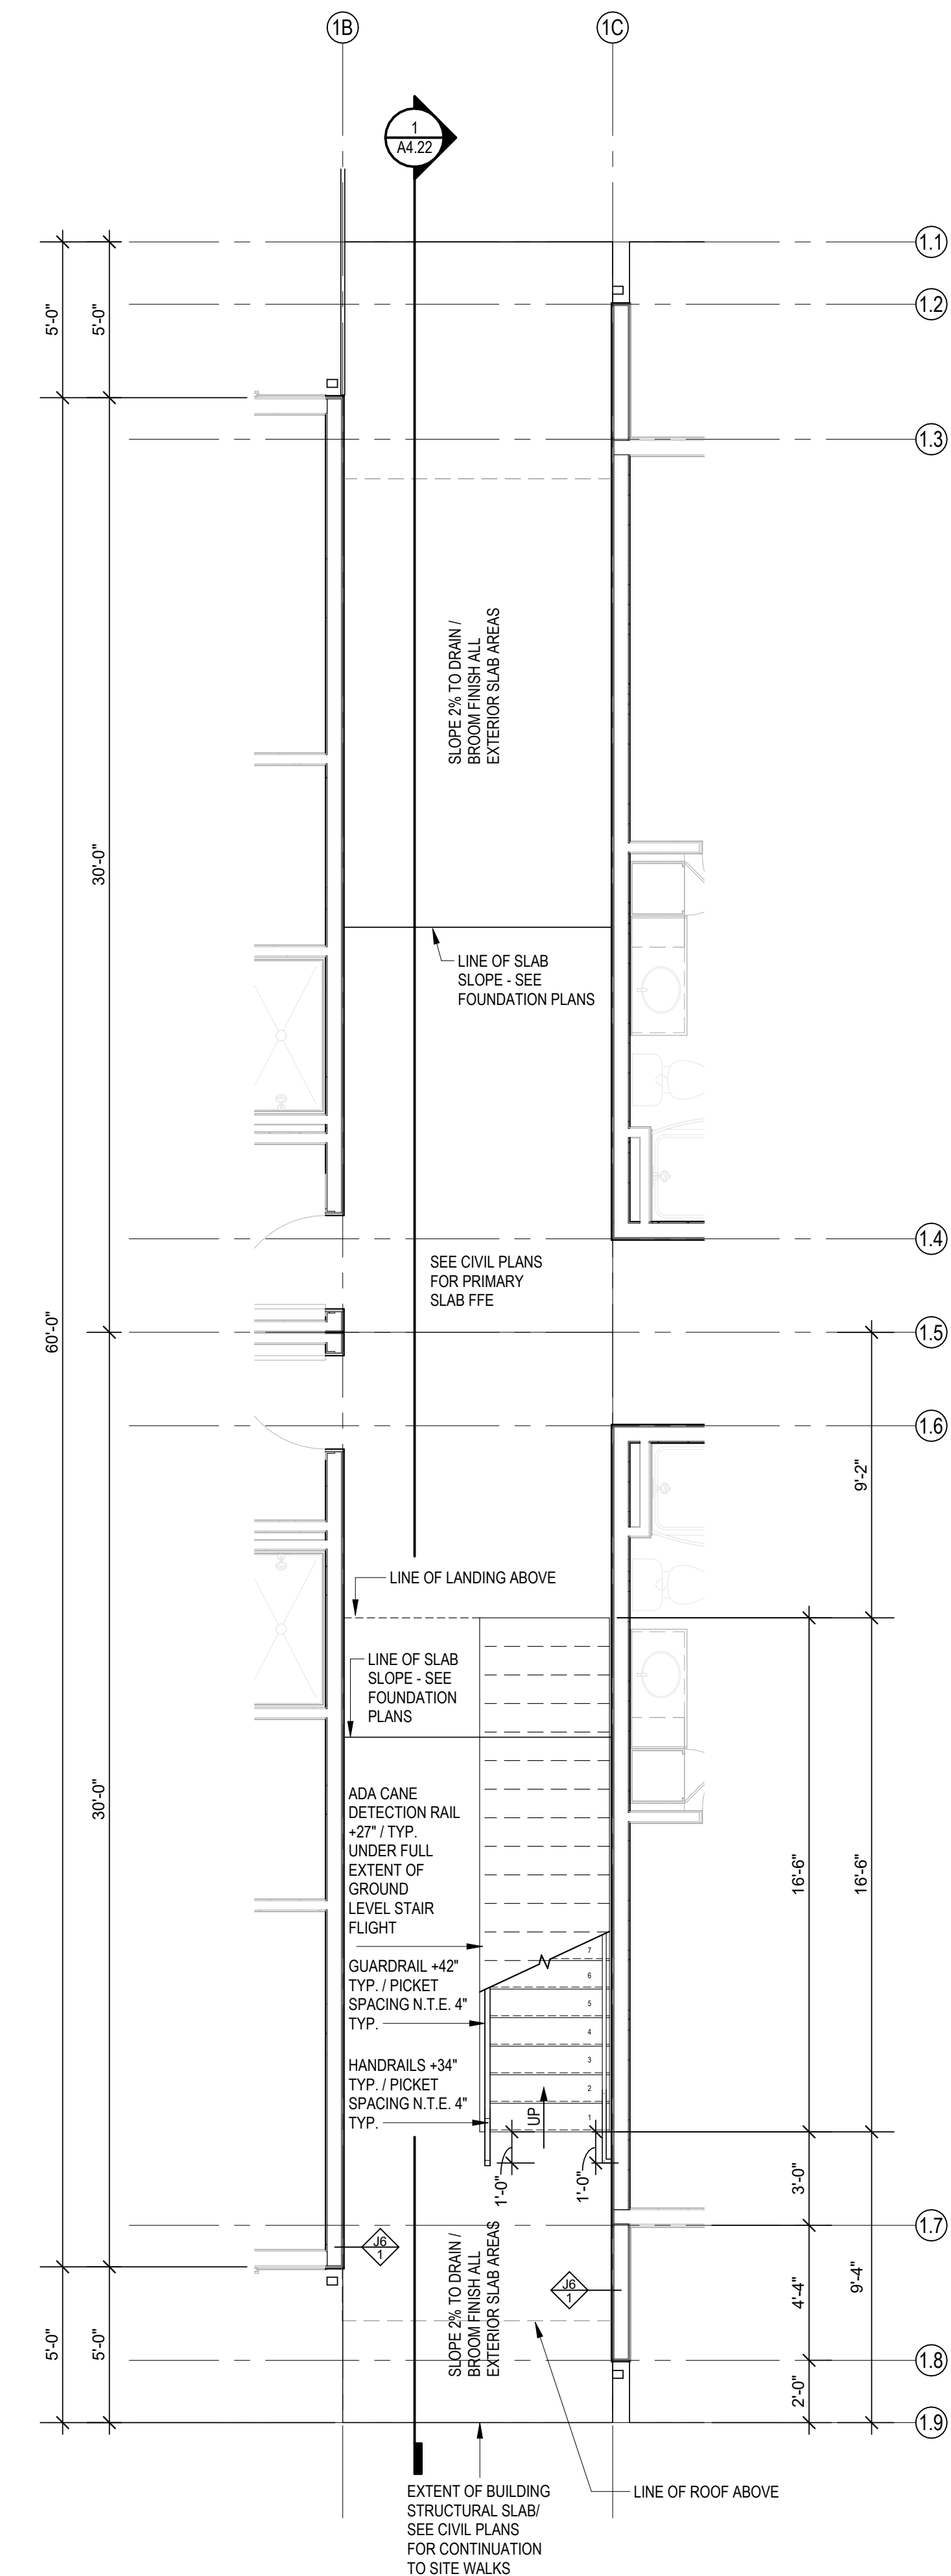 1B
1C
1
A4.22
1.1
1.2
5'-0"
5'-0"
1.3
SLOPE 2% TO DRAIN /
BROOM FINISH ALL
EXTERIOR SLAB AREAS
30'-0"
LINE OF SLAB
SLOPE - SEE
FOUNDATION PLANS
1.4
SEE CIVIL PLANS
FOR PRIMARY
SLAB FFE
60'-0"
1.5
1.6
9'-2"
LINE OF LANDING ABOVE
LINE OF SLAB
SLOPE - SEE
FOUNDATION
PLANS
30'-0"
ADA CANE
DETECTION RAIL
+27" / TYP.
UNDER FULL
EXTENT OF
GROUND
LEVEL STAIR
FLIGHT
16'-6"
16'-6"
GUARDRAIL +42"
TYP. / PICKET
SPACING N.T.E. 4"
TYP.
7
6
5
4
3
2
1
HANDRAILS +34"
TYP. / PICKET
SPACING N.T.E. 4"
TYP.
UP
1'-0"
1'-0"
3'-0"
1.7
J6
1
J6
1
SLOPE 2% TO DRAIN /
BROOM FINISH ALL
EXTERIOR SLAB AREAS
4'-4"
9'-4"
5'-0"
5'-0"
1.8
2'-0"
1.9
EXTENT OF BUILDING
STRUCTURAL SLAB/
SEE CIVIL PLANS
FOR CONTINUATION
TO SITE WALKS
LINE OF ROOF ABOVE